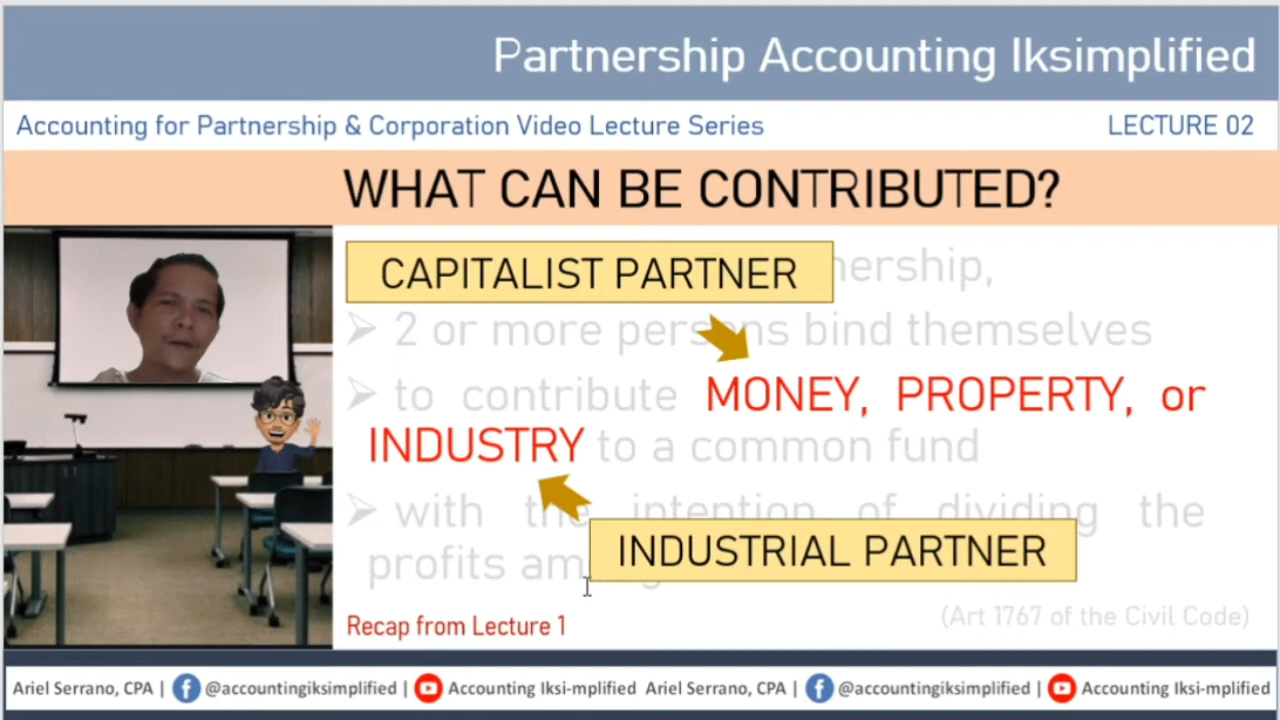 Partnership Accounting Iksimplified
Accounting for Partnership & Corporation Video Lecture Series
LECTURE 02
WHAT CAN BE CONTRIBUTED?
CAPITALIST PARTNER
nership,
2 or more persons bind themselves
to contribute MONEY, PROPERTY, or
INDUSTRY to a common fund
with the intention of dividing the
INDUSTRIAL PARTNER
profits
(Art 1767 of the Civil Code)
Recap from Lecture 1
Ariel Serrano, CPA | @accountingiksimplified | Accounting Iksi-mplified Ariel Serrano, CPA | @accountingiksimplified | Accounting Iksi-mplified